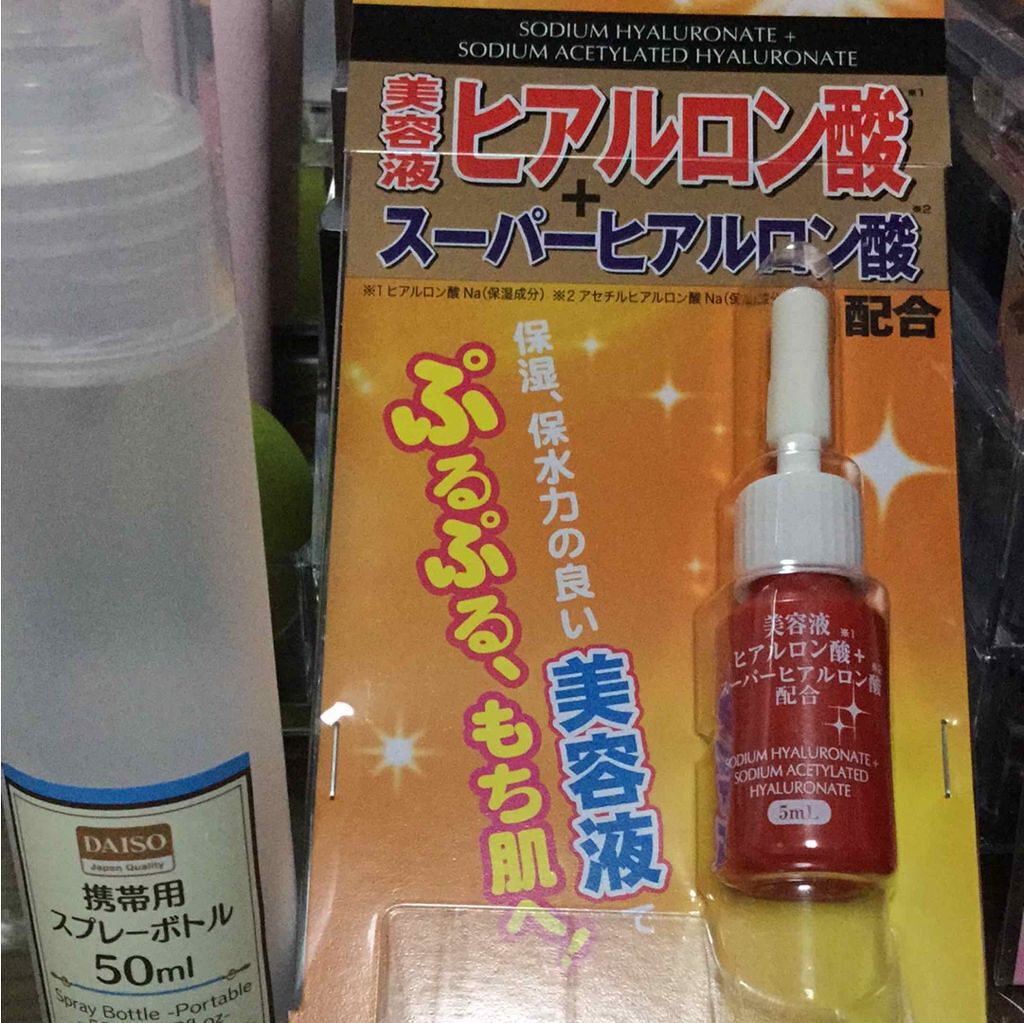 SODIUM HYALURONATE +
SODIUM ACETYLATED HYALURONATE
美容液
ヒアルロン酸※1
+
スーパーヒアルロン酸※2
※1 ヒアルロン酸 Na(保湿成分) ※2 アセチルヒアルロン酸 Na(保湿成分)
配合
保湿、保水力の良い
美容液で
ぷるぷる、もち肌へ!
美容液
※1
ヒアルロン酸+
スーパーヒアルロン酸
配合
SODIUM HYALURONATE +
SODIUM ACETYLATED
HYALURONATE
5mL
DAISO
Japan Quality
携帯用
スプレーボトル
50ml
Spray Bottle -Portable